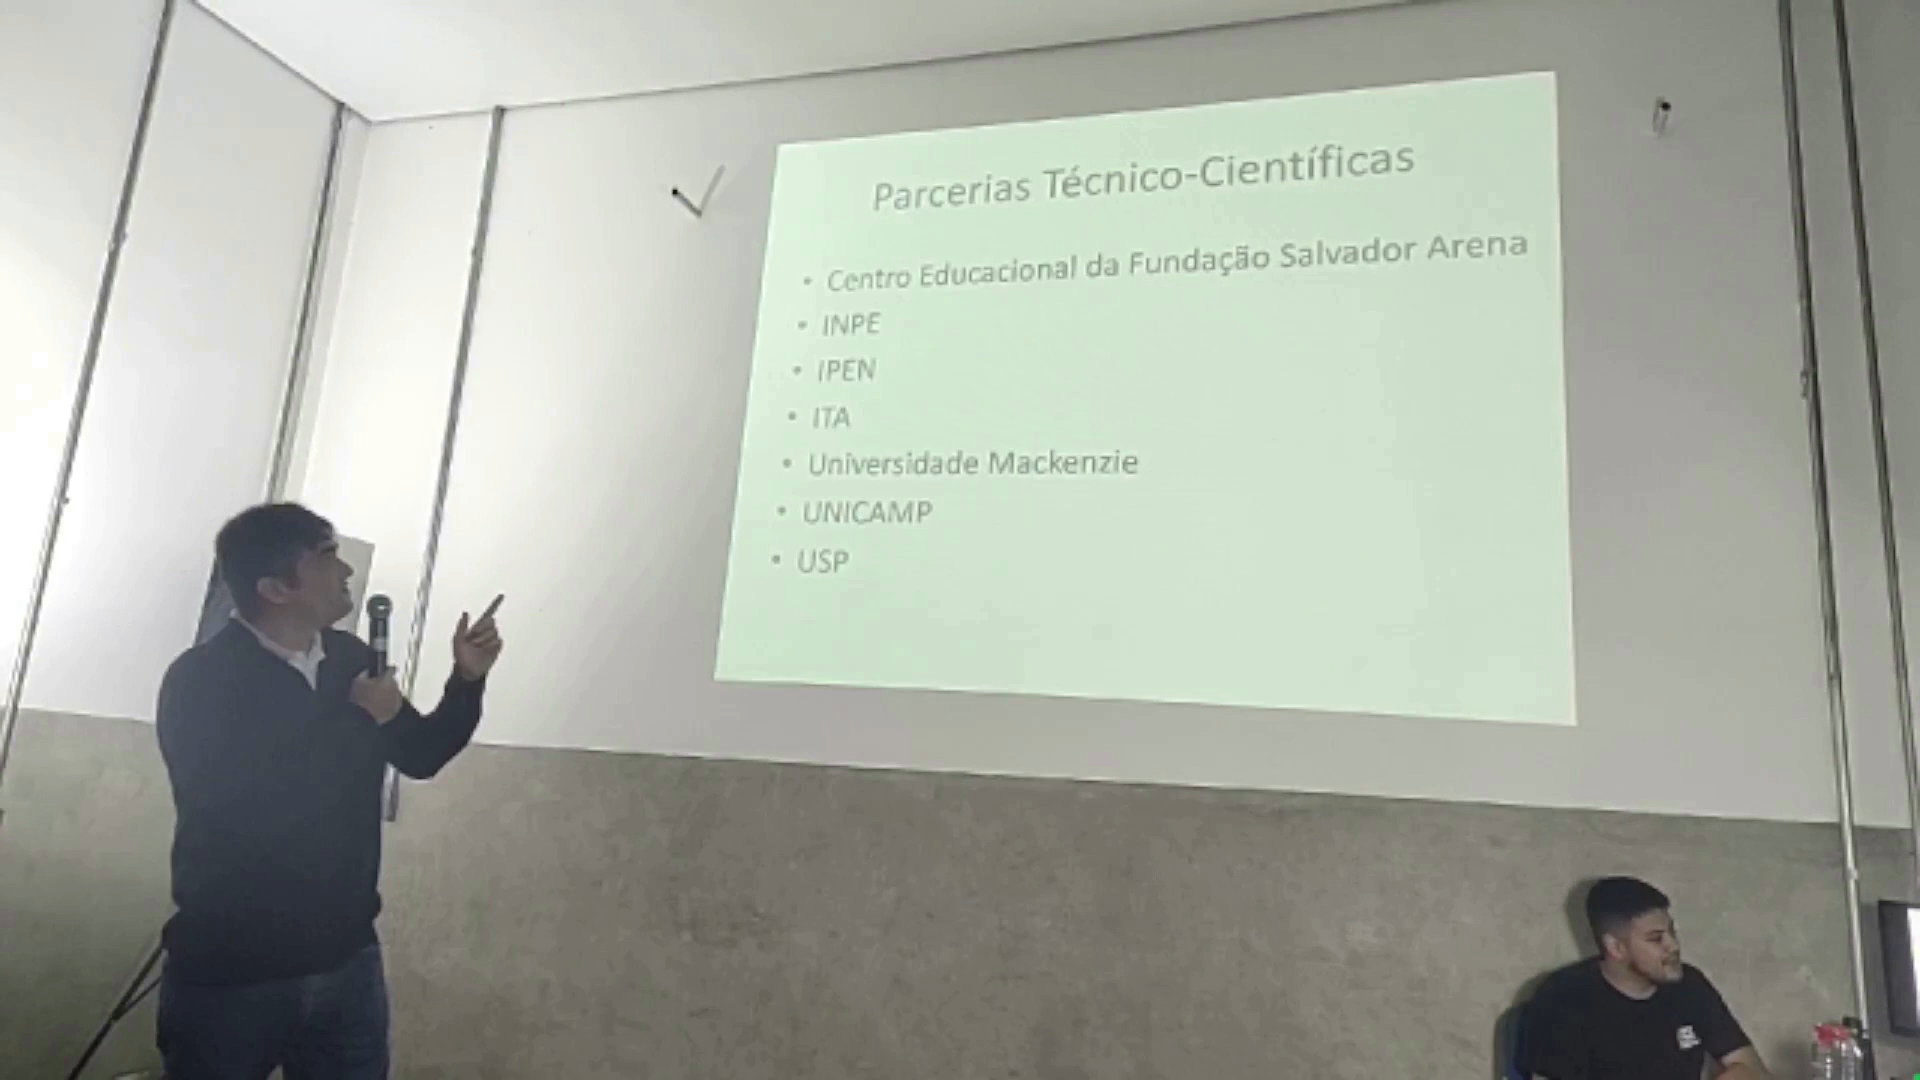 Parcerias Técnico-Científicas
• Centro Educacional da Fundação Salvador Arena
• INPE
• IPEN
• ITA
• Universidade Mackenzie
• UNICAMP
• USP